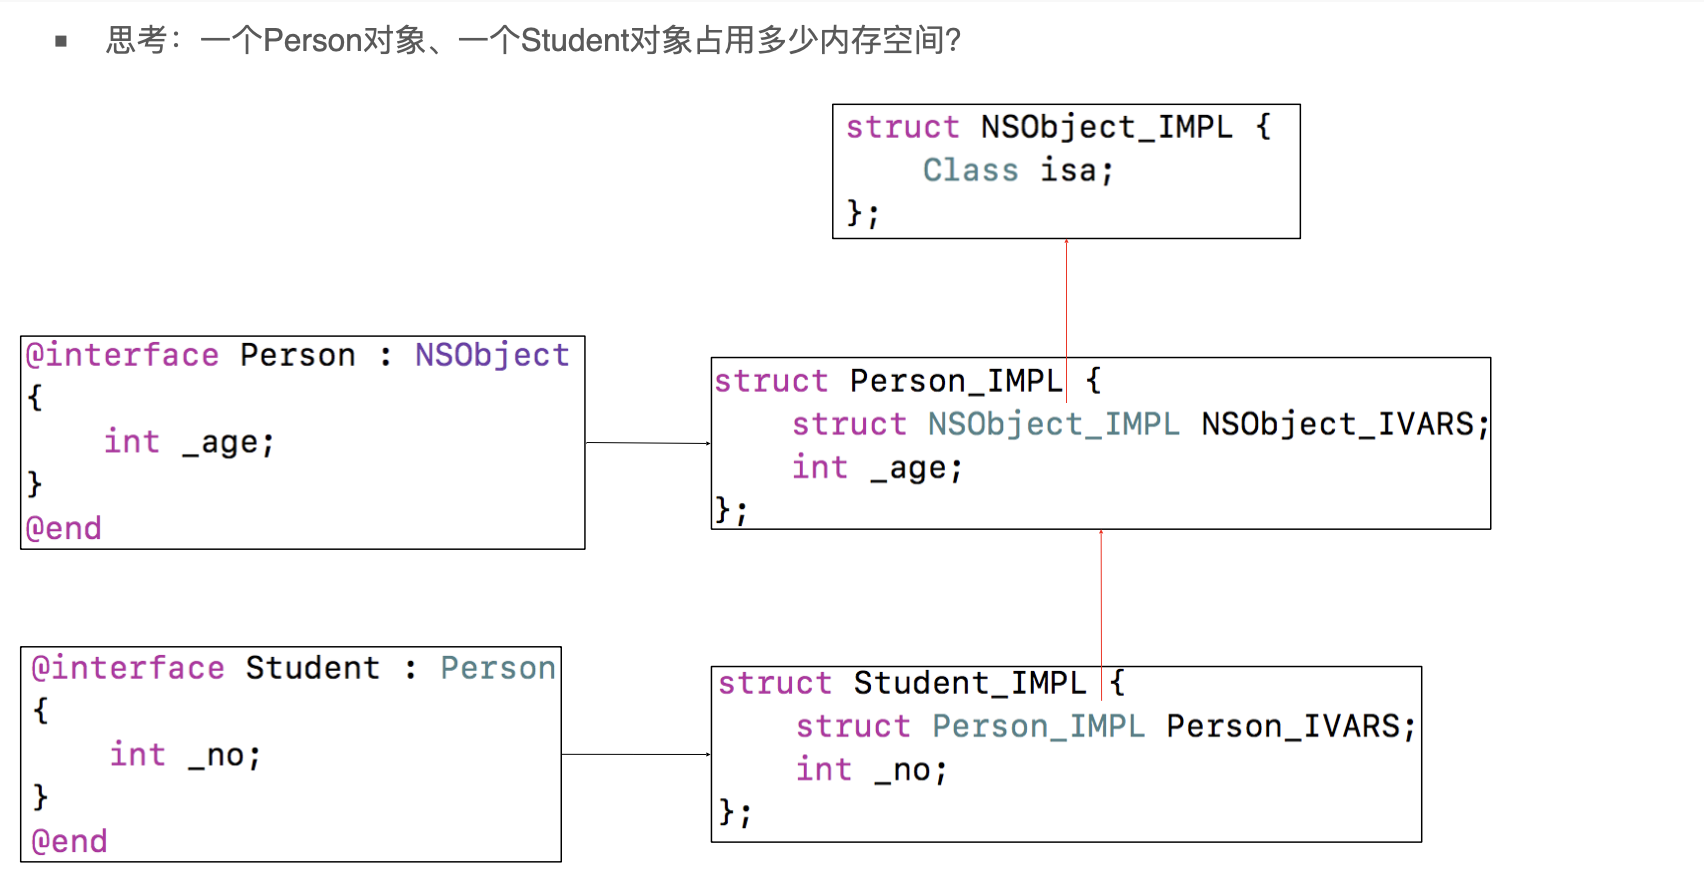 ▪ 思考：一个Person对象、一个Student对象占用多少内存空间？
struct NSObject_IMPL {
    Class isa;
};
@interface Person : NSObject
{
    int _age;
}
@end
struct Person_IMPL {
    struct NSObject_IMPL NSObject_IVARS;
    int _age;
};
@interface Student : Person
{
    int _no;
}
@end
struct Student_IMPL {
    struct Person_IMPL Person_IVARS;
    int _no;
};